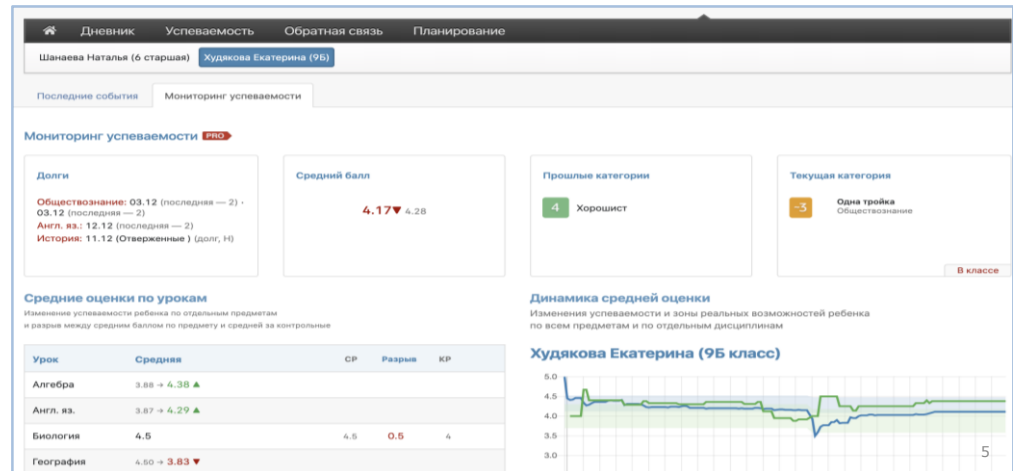 Дневник Успеваемость Обратная связь Планирование
Шанаева Наталья (6 старшая) Худякова Екатерина (9Б)
Последние события Мониторинг успеваемости
Мониторинг успеваемости PRO
Долги
Обществознание: 03.12 (последняя — 2) ·
03.12 (последняя — 2)
Англ. яз.: 12.12 (последняя — 2)
История: 11.12 (Отверженные ) (долг, Н)
Средний балл
4.17▼ 4.28
Прошлые категории
4 Хорошист
Текущая категория
-3 Одна тройка
Обществознание
В классе
Средние оценки по урокам
Изменение успеваемости ребенка по отдельным предметам
и разрыв между средним баллом по предмету и средней за контрольные
Урок Средняя СР Разрыв КР
Алгебра 3.88 → 4.38 ▲
Англ. яз. 3.87 → 4.29 ▲
Биология 4.5 4.5 0.5 4
География 4.50 → 3.83 ▼
Динамика средней оценки
Изменения успеваемости и зоны реальных возможностей ребенка
по всем предметам и по отдельным дисциплинам
Худякова Екатерина (9Б класс)
5.0
4.5
4.0
3.5
3.0
5